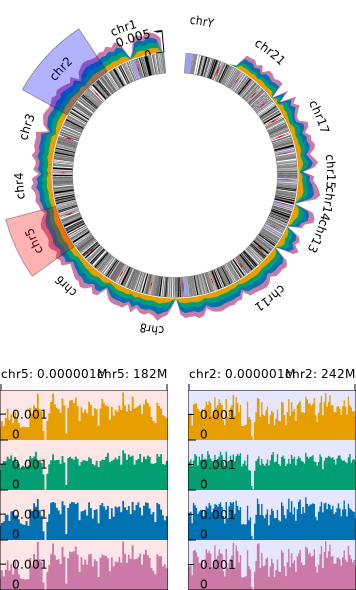 chr1
0.005
0
chrY
chr21
chr17
chr15
chr14
chr13
chr11
chr8
chr6
chr5
chr4
chr3
chr2
chr5: 0.000001M
chr5: 182M
chr2: 0.000001M
chr2: 242M
0.001
0
0.001
0
0.001
0
0.001
0
0.001
0
0.001
0
0.001
0
0.001
0